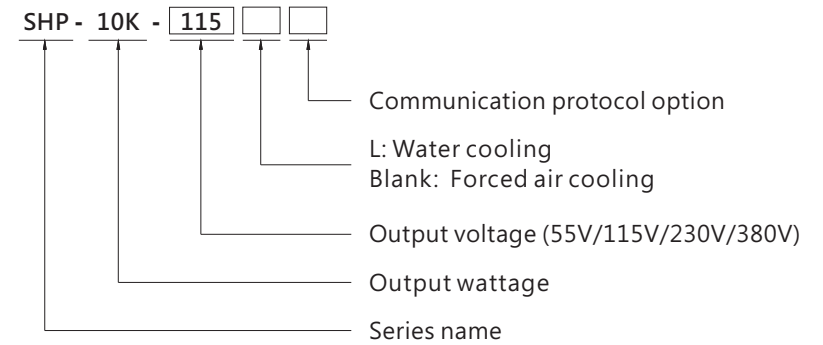 SHP - 10K - 115
Communication protocol option
L: Water cooling
Blank: Forced air cooling
Output voltage (55V/115V/230V/380V)
Output wattage
Series name